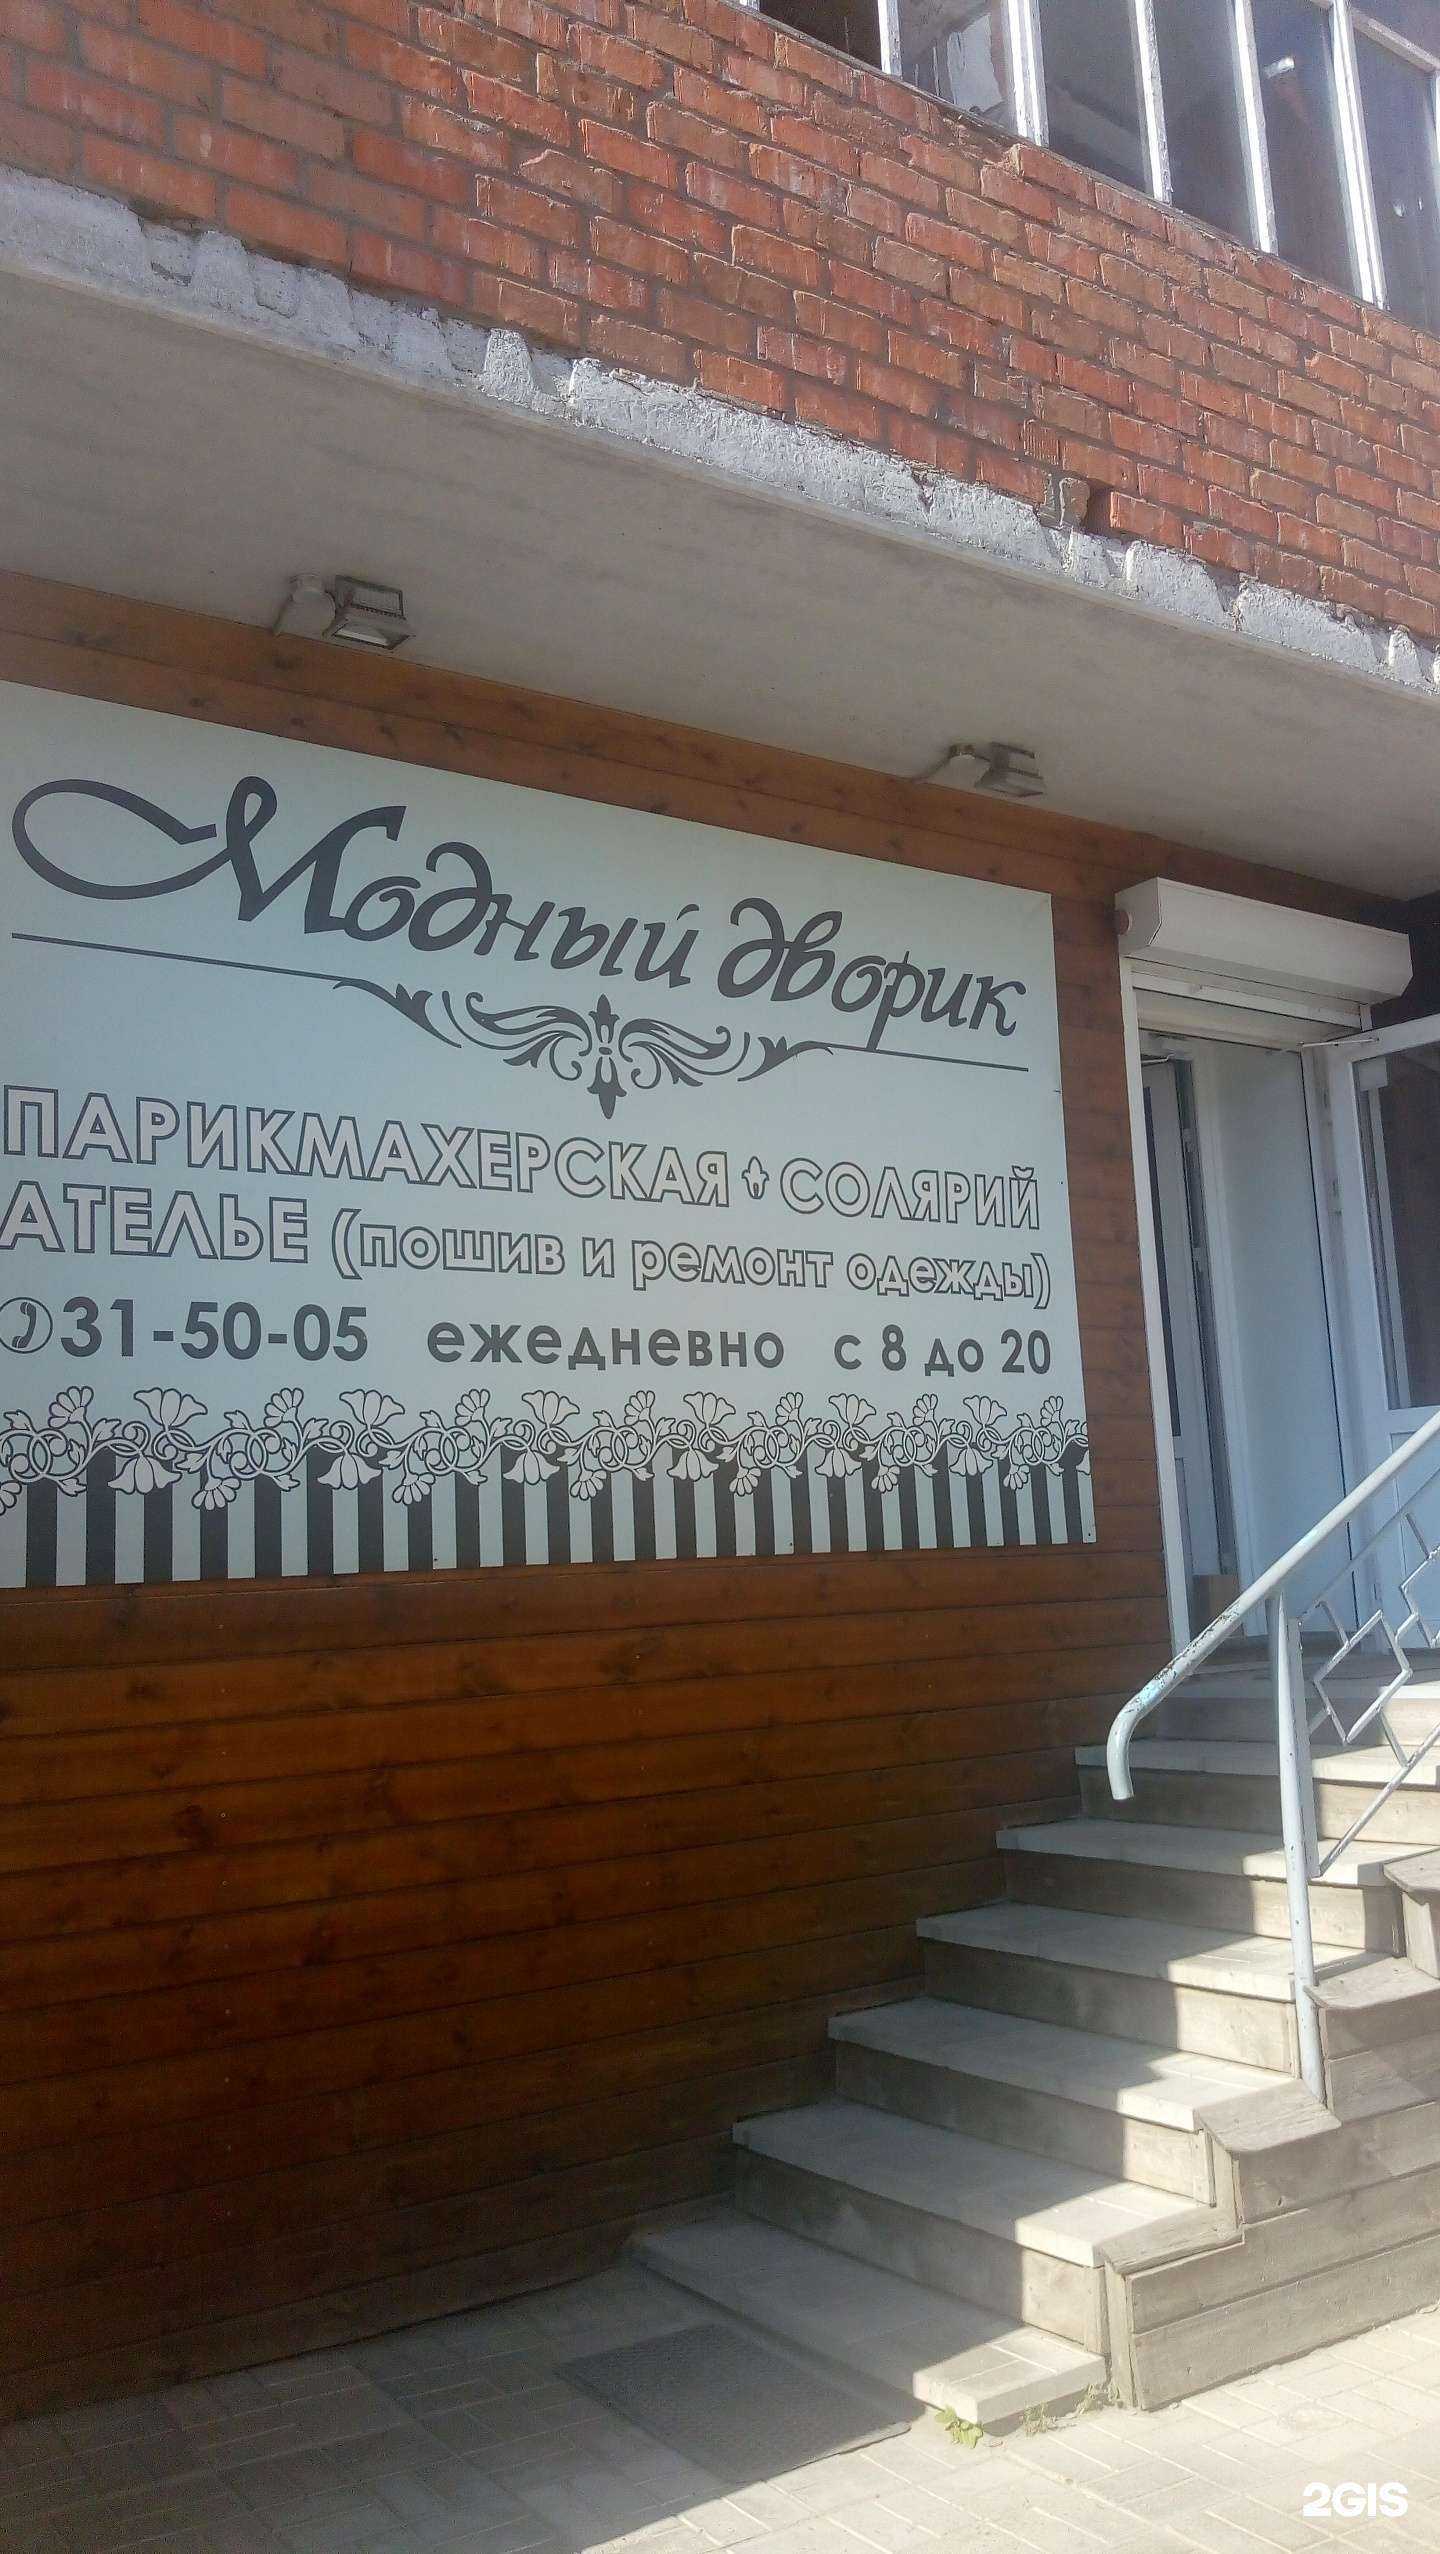 Модный дворик
ПАРИКМАХЕРСКАЯ СОЛЯРИЙ
АТЕЛЬЕ (пошив и ремонт одежды)
31-50-05 ежедневно с 8 до 20
2GIS